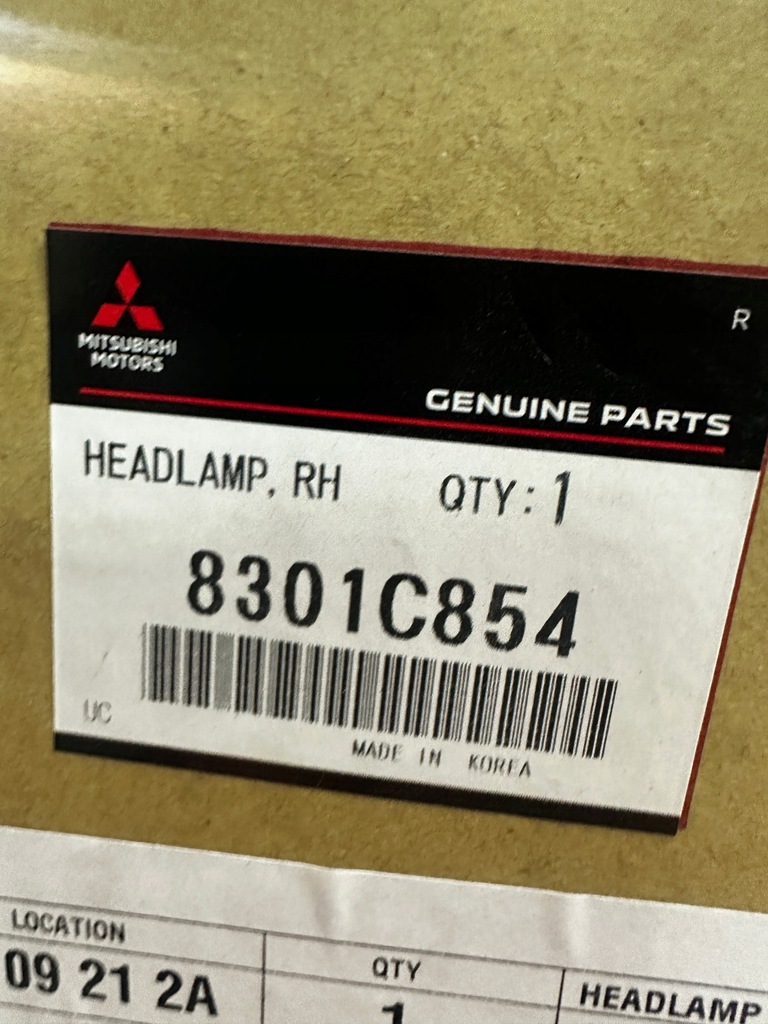 MITSUBISHI
MOTORS
R
GENUINE PARTS
HEADLAMP, RH QTY: 1
8301C854
UC
MADE IN KOREA
LOCATION
QTY
09 21 2A
1
HEADLAMP